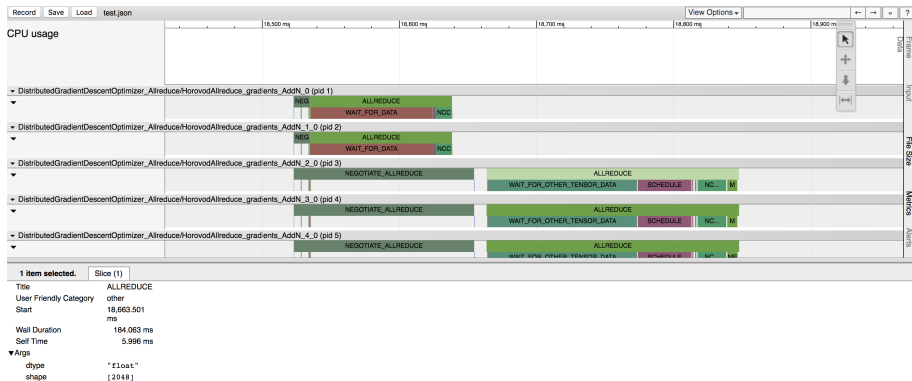 Record Save Load test.json View Options ← → » ?
18,500 ms 18,600 ms 18,700 ms 18,800 ms 18,900 m
CPU usage
DistributedGradientDescentOptimizer_Allreduce/HorovodAllreduce_gradients_AddN_0 (pid 1)
NEG ALLREDUCE
WAIT_FOR_DATA NCC
DistributedGradientDescentOptimizer_Allreduce/HorovodAllreduce_gradients_AddN_1_0 (pid 2)
NEG ALLREDUCE
WAIT_FOR_DATA NCC
DistributedGradientDescentOptimizer_Allreduce/HorovodAllreduce_gradients_AddN_2_0 (pid 3)
NEGOTIATE_ALLREDUCE ALLREDUCE
WAIT_FOR_OTHER_TENSOR_DATA SCHEDULE NC... M
DistributedGradientDescentOptimizer_Allreduce/HorovodAllreduce_gradients_AddN_3_0 (pid 4)
NEGOTIATE_ALLREDUCE ALLREDUCE
WAIT_FOR_OTHER_TENSOR_DATA SCHEDULE NC... M
DistributedGradientDescentOptimizer_Allreduce/HorovodAllreduce_gradients_AddN_4_0 (pid 5)
NEGOTIATE_ALLREDUCE ALLREDUCE
WAIT_FOR_OTHER_TENSOR_DATA SCHEDULE NC ME
Frame Data
Input
File Size
Metrics
Alerts
1 item selected. Slice (1)
Title ALLREDUCE
User Friendly Category other
Start 18,663.501
ms
Wall Duration 184.063 ms
Self Time 5.996 ms
Args
dtype "float"
shape [2048]